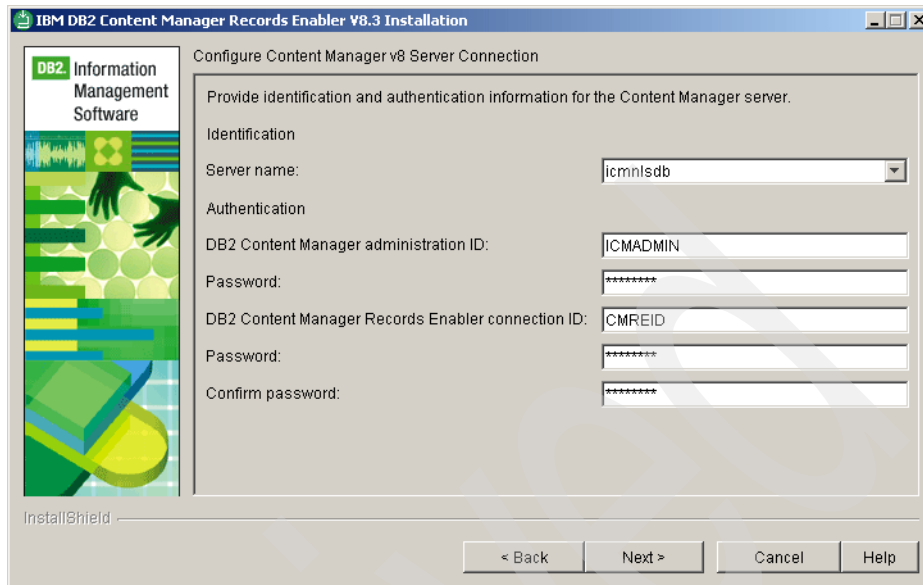 IBM DB2 Content Manager Records Enabler V8.3 Installation
DB2. Information
Management
Software
Configure Content Manager v8 Server Connection
Provide identification and authentication information for the Content Manager server.
Identification
Server name: icmnlsdb
Authentication
DB2 Content Manager administration ID: ICMADMIN
Password: ********
DB2 Content Manager Records Enabler connection ID: CMREID
Password: ********
Confirm password: ********
InstallShield
< Back Next > Cancel Help